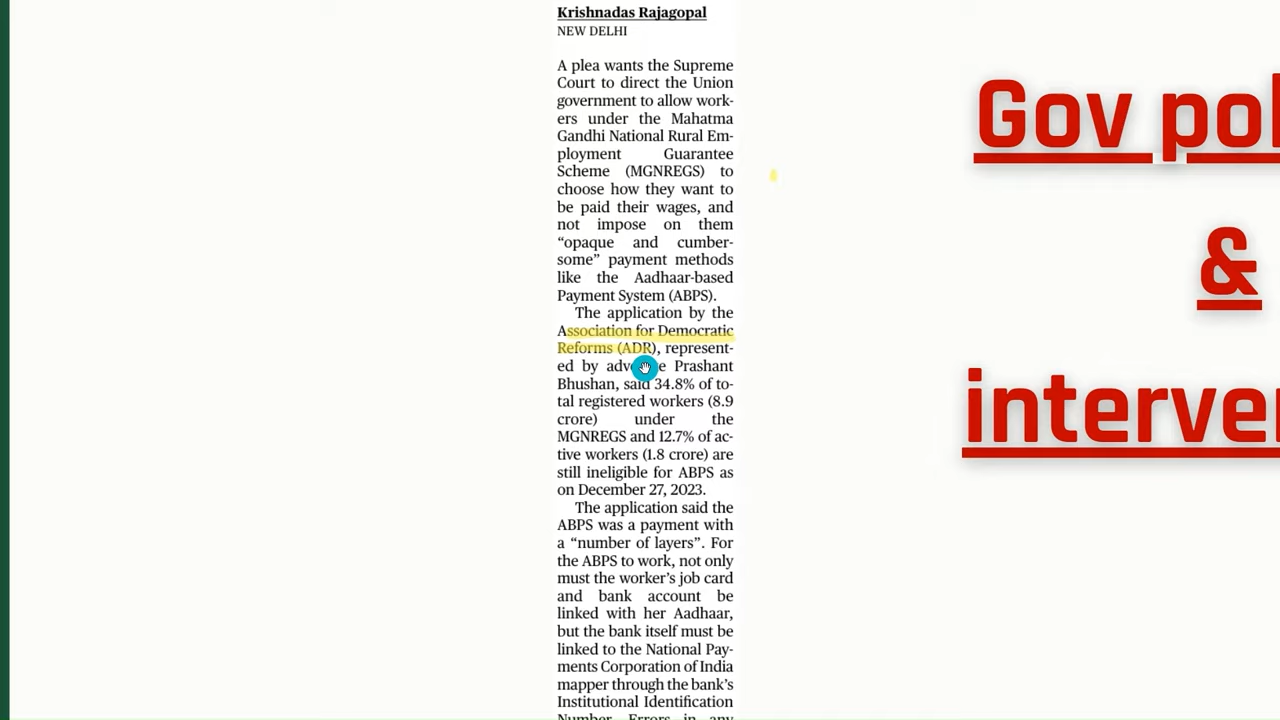 Krishnadas Rajagopal
NEW DELHI
A plea wants the Supreme
Court to direct the Union
government to allow work-
ers under the Mahatma
Gandhi National Rural Em-
ployment Guarantee
Scheme (MGNREGS) to
choose how they want to
be paid their wages, and
not impose on them
“opaque and cumber-
some” payment methods
like the Aadhaar-based
Payment System (ABPS).
The application by the
Association for Democratic
Reforms (ADR), represent-
ed by Prashant
Bhushan, said 34.8% of to-
tal registered workers (8.9
crore) under the
MGNREGS and 12.7% of ac-
tive workers (1.8 crore) are
still ineligible for ABPS as
on December 27, 2023.
The application said the
ABPS was a payment with
a “number of layers”. For
the ABPS to work, not only
must the worker’s job card
and bank account be
linked with her Aadhaar,
but the bank itself must be
linked to the National Pay-
ments Corporation of India
mapper through the bank’s
Institutional Identification
Number. Errors in any
Gov pol
&
interve